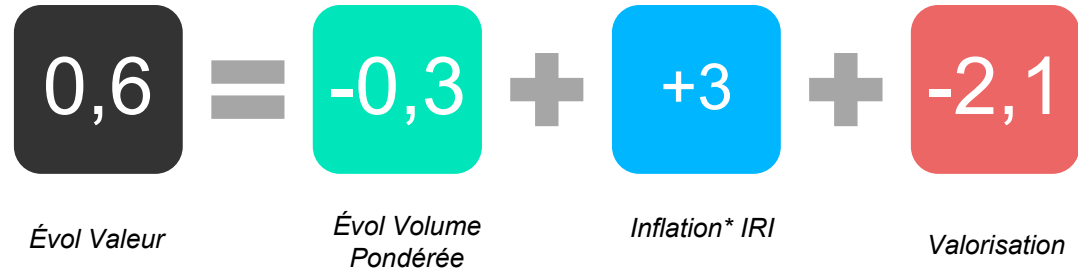 0,6 = -0,3 + +3 + -2,1
Évol Valeur
Évol Volume
Pondérée
Inflation* IRI
Valorisation